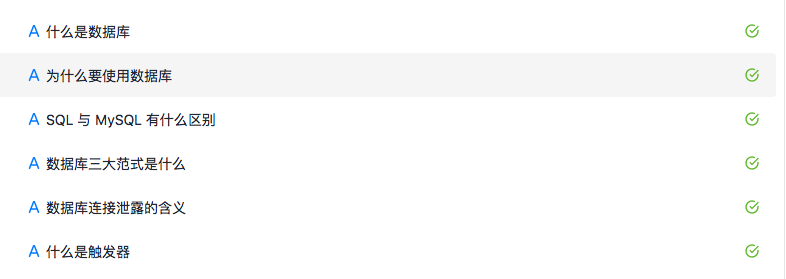 A 什么是数据库
A 为什么要使用数据库
A SQL 与 MySQL 有什么区别
A 数据库三大范式是什么
A 数据库连接泄露的含义
A 什么是触发器